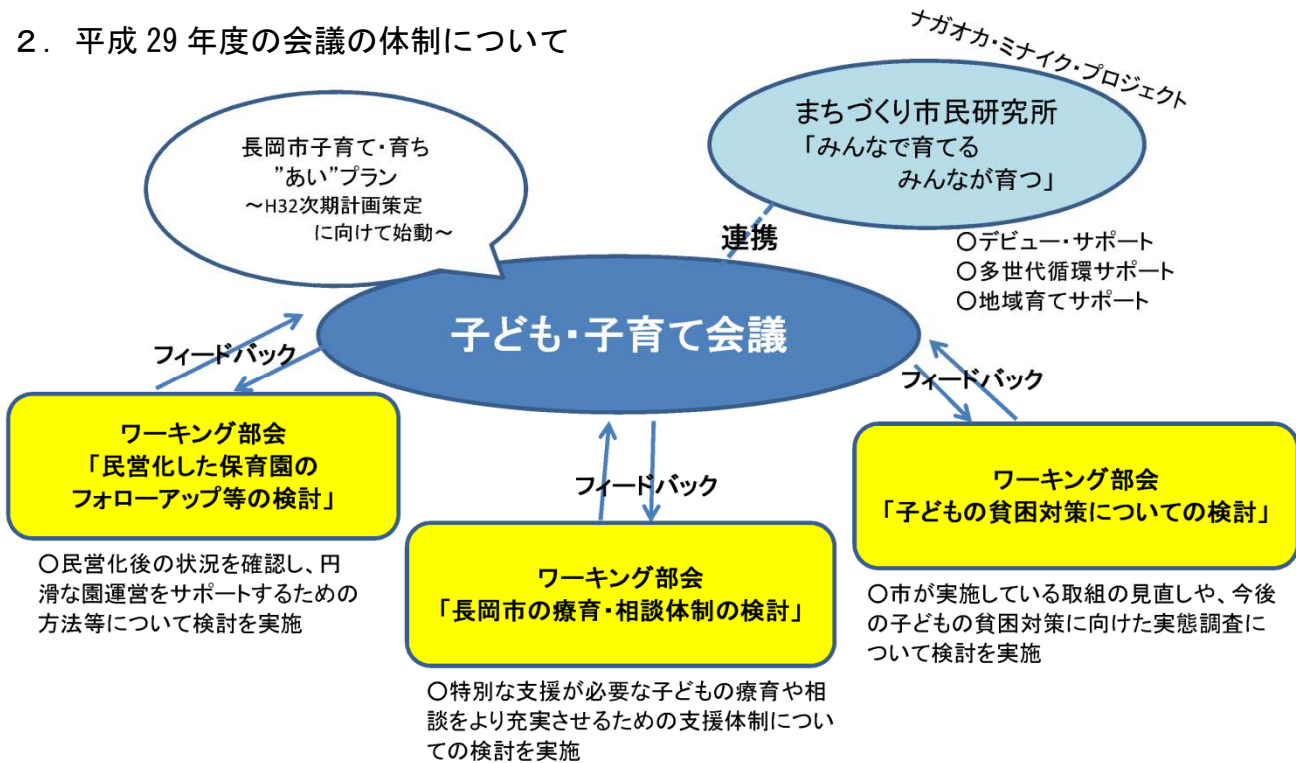 ２．平成 29 年度の会議の体制について
ナガオカ・ミナイク・プロジェクト
まちづくり市民研究所
「みんなで育てる
みんなが育つ」
長岡市子育て・育ち
”あい”プラン
～H32次期計画策定
に向けて始動～
連携
○デビュー・サポート
○多世代循環サポート
○地域育てサポート
子ども・子育て会議
フィードバック
フィードバック
フィードバック
ワーキング部会
「民営化した保育園の
フォローアップ等の検討」
○民営化後の状況を確認し、円
滑な園運営をサポートするための
方法等について検討を実施
ワーキング部会
「長岡市の療育・相談体制の検討」
○特別な支援が必要な子どもの療育や相
談をより充実させるための支援体制につい
ての検討を実施
ワーキング部会
「子どもの貧困対策についての検討」
○市が実施している取組の見直しや、今後
の子どもの貧困対策に向けた実態調査に
ついて検討を実施